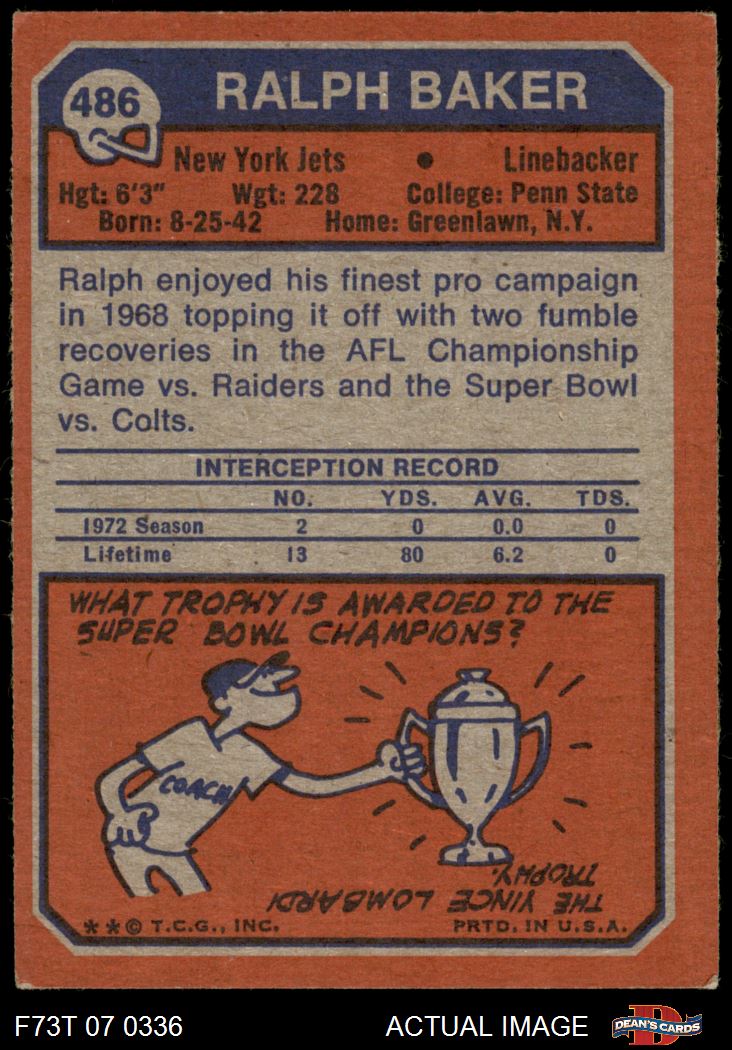 486
RALPH BAKER
New York Jets • Linebacker
Hgt: 6'3" Wgt: 228 College: Penn State
Born: 8-25-42 Home: Greenlawn, N.Y.
Ralph enjoyed his finest pro campaign
in 1968 topping it off with two fumble
recoveries in the AFL Championship
Game vs. Raiders and the Super Bowl
vs. Colts.
INTERCEPTION RECORD
NO. YDS. AVG. TDS.
1972 Season 2 0 0.0 0
Lifetime 13 80 6.2 0
WHAT TROPHY IS AWARDED TO THE
SUPER BOWL CHAMPIONS?
COACH
THE VINCE LOMBARDI
TROPHY.
**© T.C.G., INC. PRTD. IN U.S.A.
F73T 07 0336 ACTUAL IMAGE
D
DEAN'S CARDS